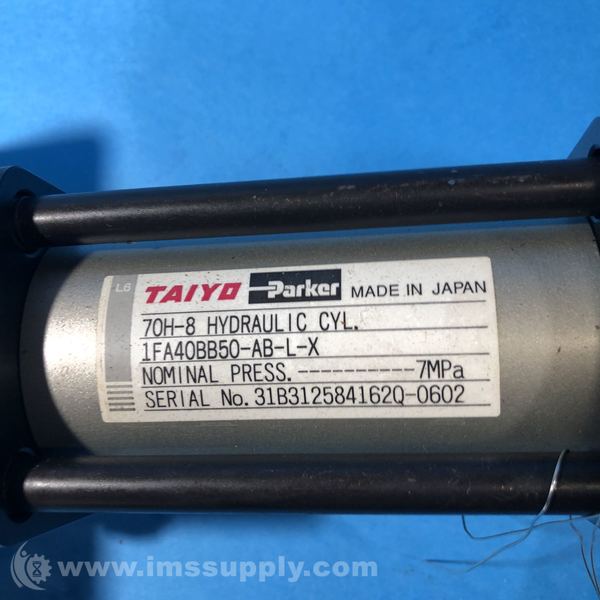 L6 TAIYO Parker MADE IN JAPAN
70H-8 HYDRAULIC CYL.
1FA40BB50-AB-L-X
NOMINAL PRESS. -----------7MPa
SERIAL No. 31B312584162Q-0602
www.imssupply.com